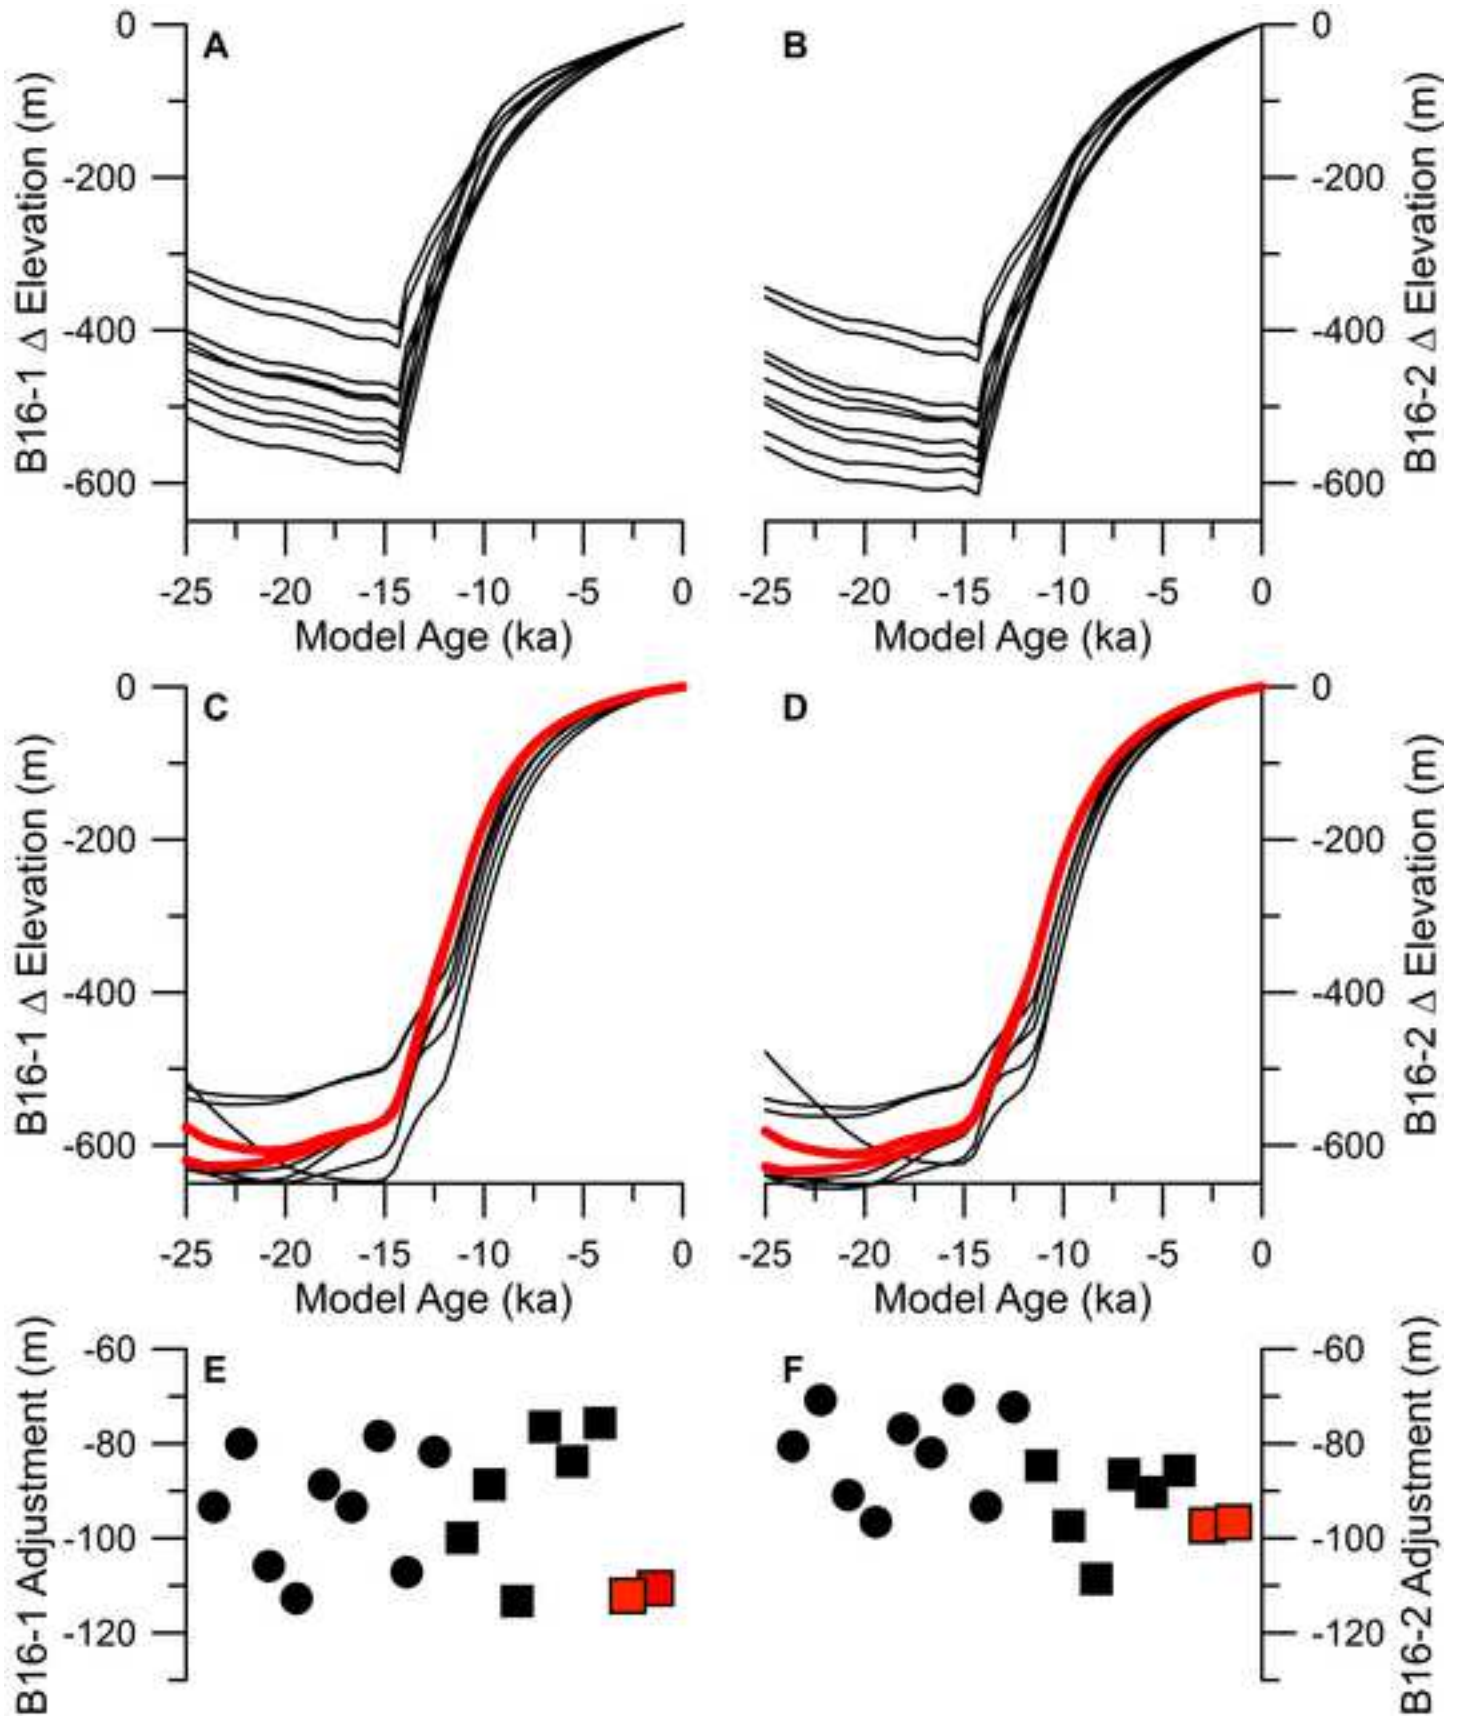 A
B
0
-200
-400
-600
B16-1 Δ Elevation (m)
0
-200
-400
-600
B16-2 Δ Elevation (m)
-25 -20 -15 -10 -5 0
Model Age (ka)
-25 -20 -15 -10 -5 0
Model Age (ka)
C
D
0
-200
-400
-600
B16-1 Δ Elevation (m)
0
-200
-400
-600
B16-2 Δ Elevation (m)
-25 -20 -15 -10 -5 0
Model Age (ka)
-25 -20 -15 -10 -5 0
Model Age (ka)
E
F
-60
-80
-100
-120
B16-1 Adjustment (m)
-60
-80
-100
-120
B16-2 Adjustment (m)